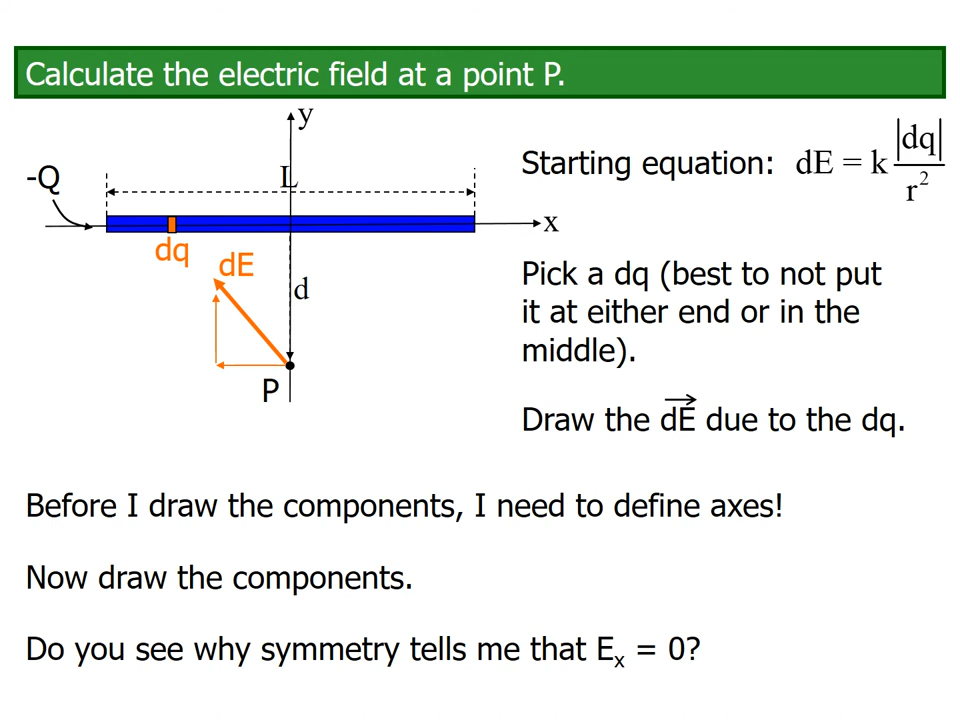 Calculate the electric field at a point P.
y
-Q
L
Starting equation: dE = k |dq| / r²
x
dq
dE
d
P
Pick a dq (best to not put
it at either end or in the
middle).
Draw the dE due to the dq.
Before I draw the components, I need to define axes!
Now draw the components.
Do you see why symmetry tells me that Eₓ = 0?